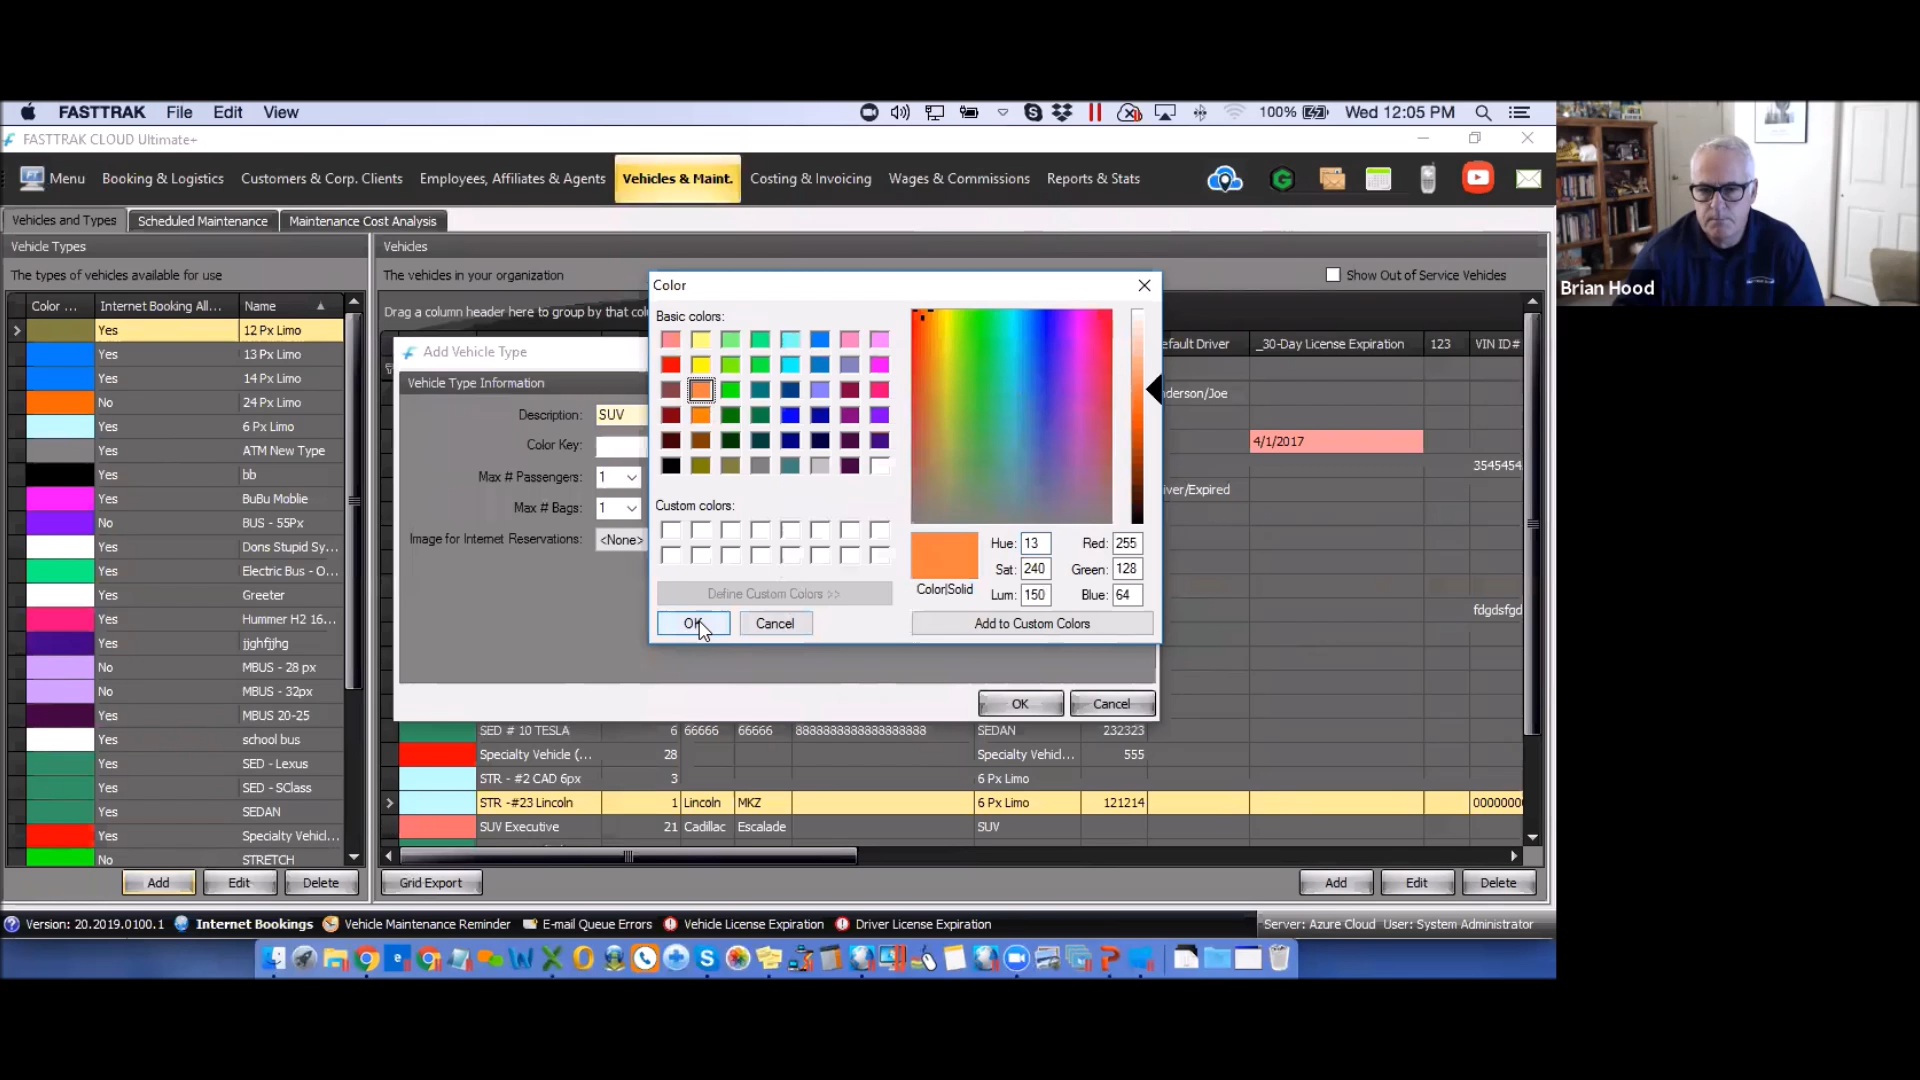 FASTTRAK File Edit View 100% Wed 12:05 PM
FASTTRAK CLOUD Ultimate+
Menu Booking & Logistics Customers & Corp. Clients Employees, Affiliates & Agents Vehicles & Maint. Costing & Invoicing Wages & Commissions Reports & Stats
Vehicles and Types Scheduled Maintenance Maintenance Cost Analysis
Vehicle Types
The types of vehicles available for use
Color ... Internet Booking All... Name
Yes 12 Px Limo
Yes 13 Px Limo
Yes 14 Px Limo
No 24 Px Limo
Yes 6 Px Limo
Yes ATM New Type
Yes bb
Yes BuBu Moblie
No BUS - 55Px
Yes Dons Stupid Sy...
Yes Electric Bus - O...
Yes Greeter
Yes Hummer H2 16...
Yes jjghfjjhg
No MBUS - 28 px
No MBUS - 32px
Yes MBUS 20-25
Yes school bus
Yes SED - Lexus
Yes SED - SClass
Yes SEDAN
Yes Specialty Vehicl...
No STRETCH
Add Edit Delete
Vehicles
The vehicles in your organization
Show Out of Service Vehicles
Drag a column header here to group by that colu
efault Driver _30-Day License Expiration 123 VIN ID#
nderson/Joe
4/1/2017
3545454
iver/Expired
fdgdsfgd
Add Vehicle Type
Vehicle Type Information
Description: SUV
Color Key:
Max # Passengers: 1
Max # Bags: 1
Image for Internet Reservations: <None>
OK Cancel
Color
Basic colors:
Custom colors:
Define Custom Colors >>
OK Cancel
Hue: 13 Red: 255
Sat: 240 Green: 128
Lum: 150 Blue: 64
Color|Solid
Add to Custom Colors
SED # 10 TESLA 6 66666 66666 SEDAN 232323
Specialty Vehicle (... 28 Specialty Vehicl... 555
STR - #2 CAD 6px 3 6 Px Limo
STR -#23 Lincoln 1 Lincoln MKZ 6 Px Limo 121214 0000000
SUV Executive 21 Cadillac Escalade SUV
Grid Export Add Edit Delete
Version: 20.2019.0100.1 Internet Bookings Vehicle Maintenance Reminder E-mail Queue Errors Vehicle License Expiration Driver License Expiration Server: Azure Cloud User: System Administrator
Brian Hood